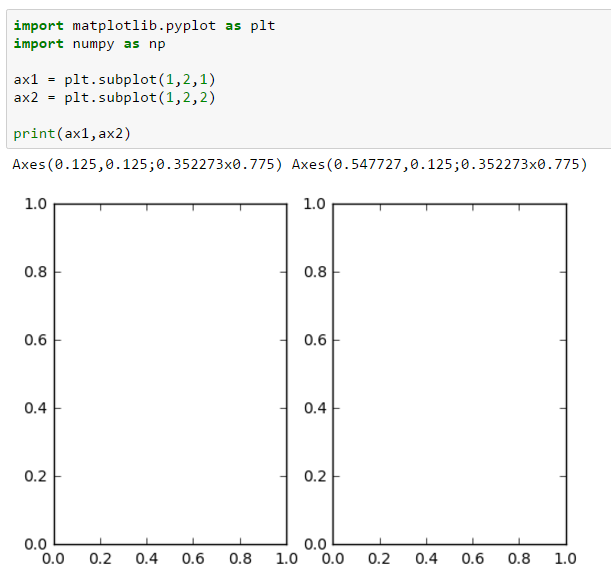 import matplotlib.pyplot as plt
import numpy as np
ax1 = plt.subplot(1,2,1)
ax2 = plt.subplot(1,2,2)
print(ax1,ax2)
Axes(0.125,0.125;0.352273x0.775) Axes(0.547727,0.125;0.352273x0.775)
1.0 1.0
0.8 0.8
0.6 0.6
0.4 0.4
0.2 0.2
0.0 0.0
0.0 0.2 0.4 0.6 0.8 1.0 0.0 0.2 0.4 0.6 0.8 1.0